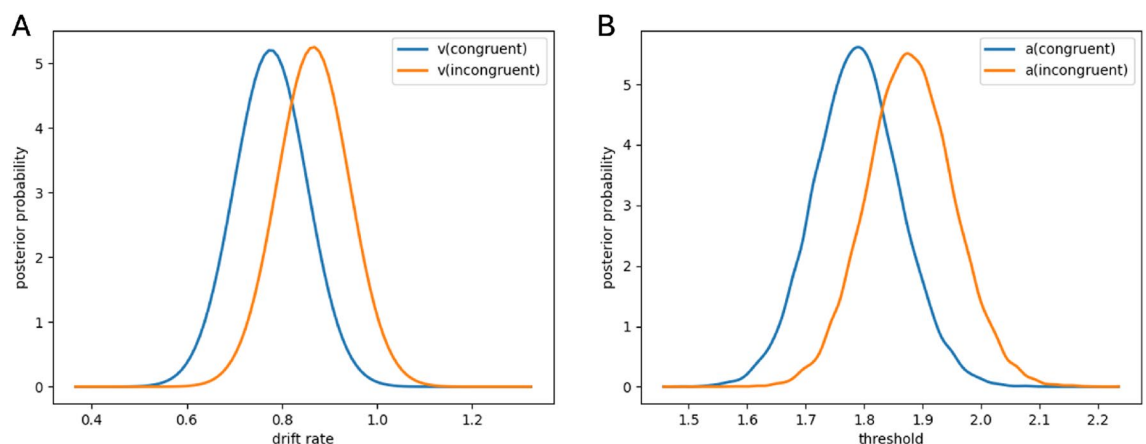 A
v(congruent)
v(incongruent)
5
4
3
2
1
0
posterior probability
0.4 0.6 0.8 1.0 1.2
drift rate
B
a(congruent)
a(incongruent)
5
4
3
2
1
0
posterior probability
1.5 1.6 1.7 1.8 1.9 2.0 2.1 2.2
threshold